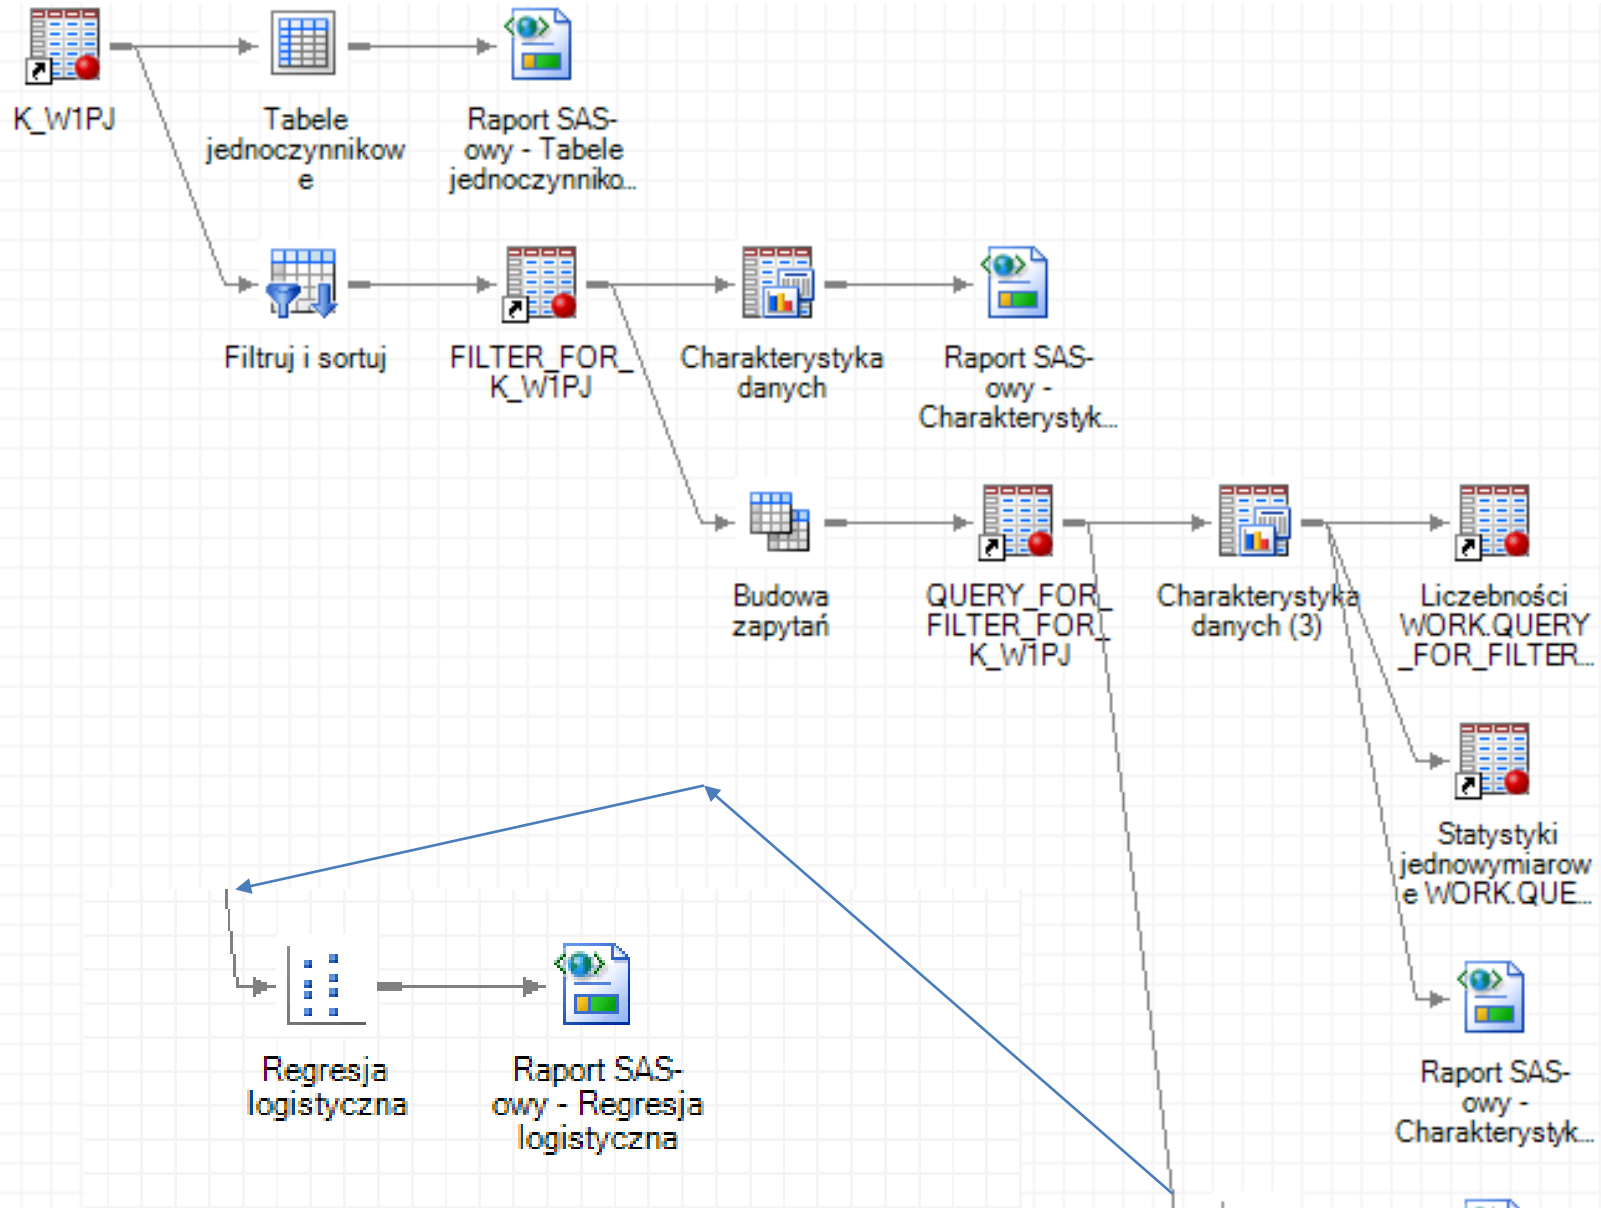 K_W1PJ
Tabele
jednoczynnikow
e
Raport SAS-
owy - Tabele
jednoczynniko...
Filtruj i sortuj
FILTER_FOR_
K_W1PJ
Charakterystyka
danych
Raport SAS-
owy -
Charakterystyk...
Budowa
zapytań
QUERY_FOR_
FILTER_FOR_
K_W1PJ
Charakterystyka
danych (3)
Liczebności
WORK.QUERY
_FOR_FILTER...
Statystyki
jednowymiarow
e WORK.QUE...
Regresja
logistyczna
Raport SAS-
owy - Regresja
logistyczna
Raport SAS-
owy -
Charakterystyk...